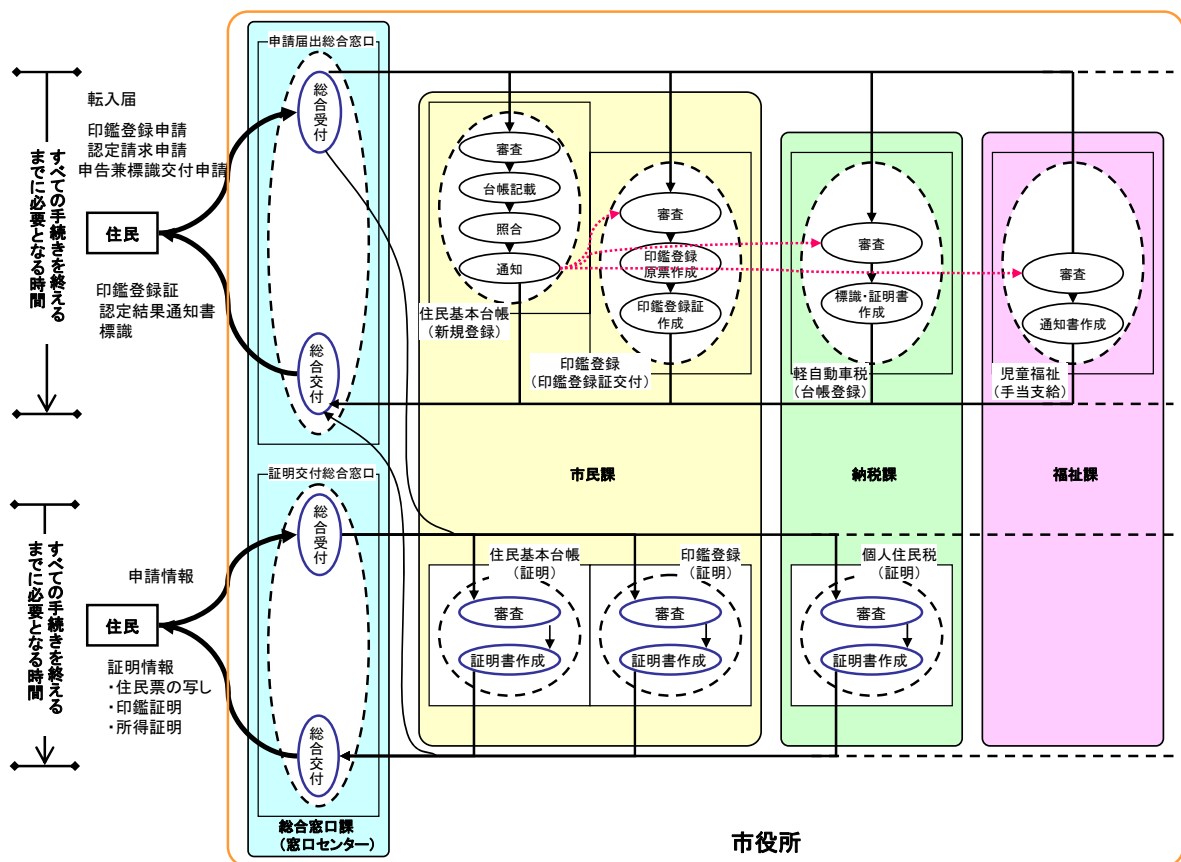 申請届出総合窓口
総合受付
転入届
印鑑登録申請
認定請求申請
申告兼標識交付申請
すべての手続きを終える
までに必要となる時間
住民
印鑑登録証
認定結果通知書
標識
総合交付
審査
台帳記載
照合
通知
住民基本台帳
(新規登録)
審査
印鑑登録
原票作成
印鑑登録証
作成
印鑑登録
(印鑑登録証交付)
審査
標識・証明書
作成
軽自動車税
(台帳登録)
審査
通知書作成
児童福祉
(手当支給)
市民課
納税課
福祉課
証明交付総合窓口
総合受付
すべての手続きを終える
までに必要となる時間
申請情報
住民
証明情報
・住民票の写し
・印鑑証明
・所得証明
総合交付
住民基本台帳
(証明)
審査
証明書作成
印鑑登録
(証明)
審査
証明書作成
個人住民税
(証明)
審査
証明書作成
総合窓口課
(窓口センター)
市役所